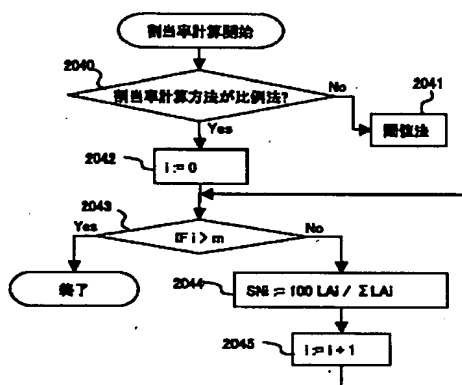 割当率計算開始
2040
割当率計算方法が比例法?
No
2041
閾値法
Yes
2042
i := 0
2043
Yes
IF i > m
No
終了
2044
SNi := 100 LAi / ΣLAi
2045
i := i + 1